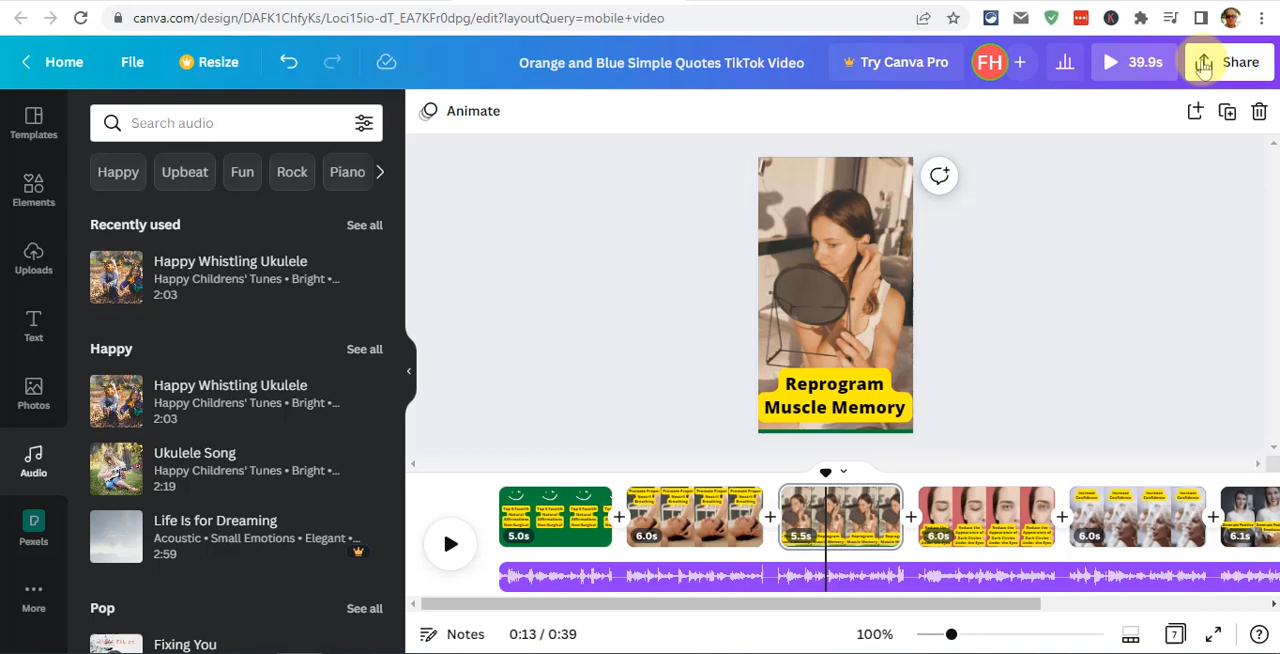 canva.com/design/DAFK1ChfyKs/Loci15io-dT_EA7KFr0dpg/edit?layoutQuery=mobile+video
Home
File
Resize
Orange and Blue Simple Quotes TikTok Video
Try Canva Pro
FH
39.9s
Share
Templates
Elements
Uploads
Text
Photos
Audio
Pexels
More
Search audio
Happy
Upbeat
Fun
Rock
Piano
Recently used
See all
Happy Whistling Ukulele
Happy Childrens' Tunes • Bright •...
2:03
Happy
See all
Happy Whistling Ukulele
Happy Childrens' Tunes • Bright •...
2:03
Ukulele Song
Happy Childrens' Tunes • Bright •...
2:19
Life Is for Dreaming
Acoustic • Small Emotions • Elegant •...
2:59
Pop
See all
Fixing You
Animate
Reprogram
Muscle Memory
5.0s
6.0s
5.5s
6.0s
6.0s
6.1s
Notes
0:13 / 0:39
100%
7